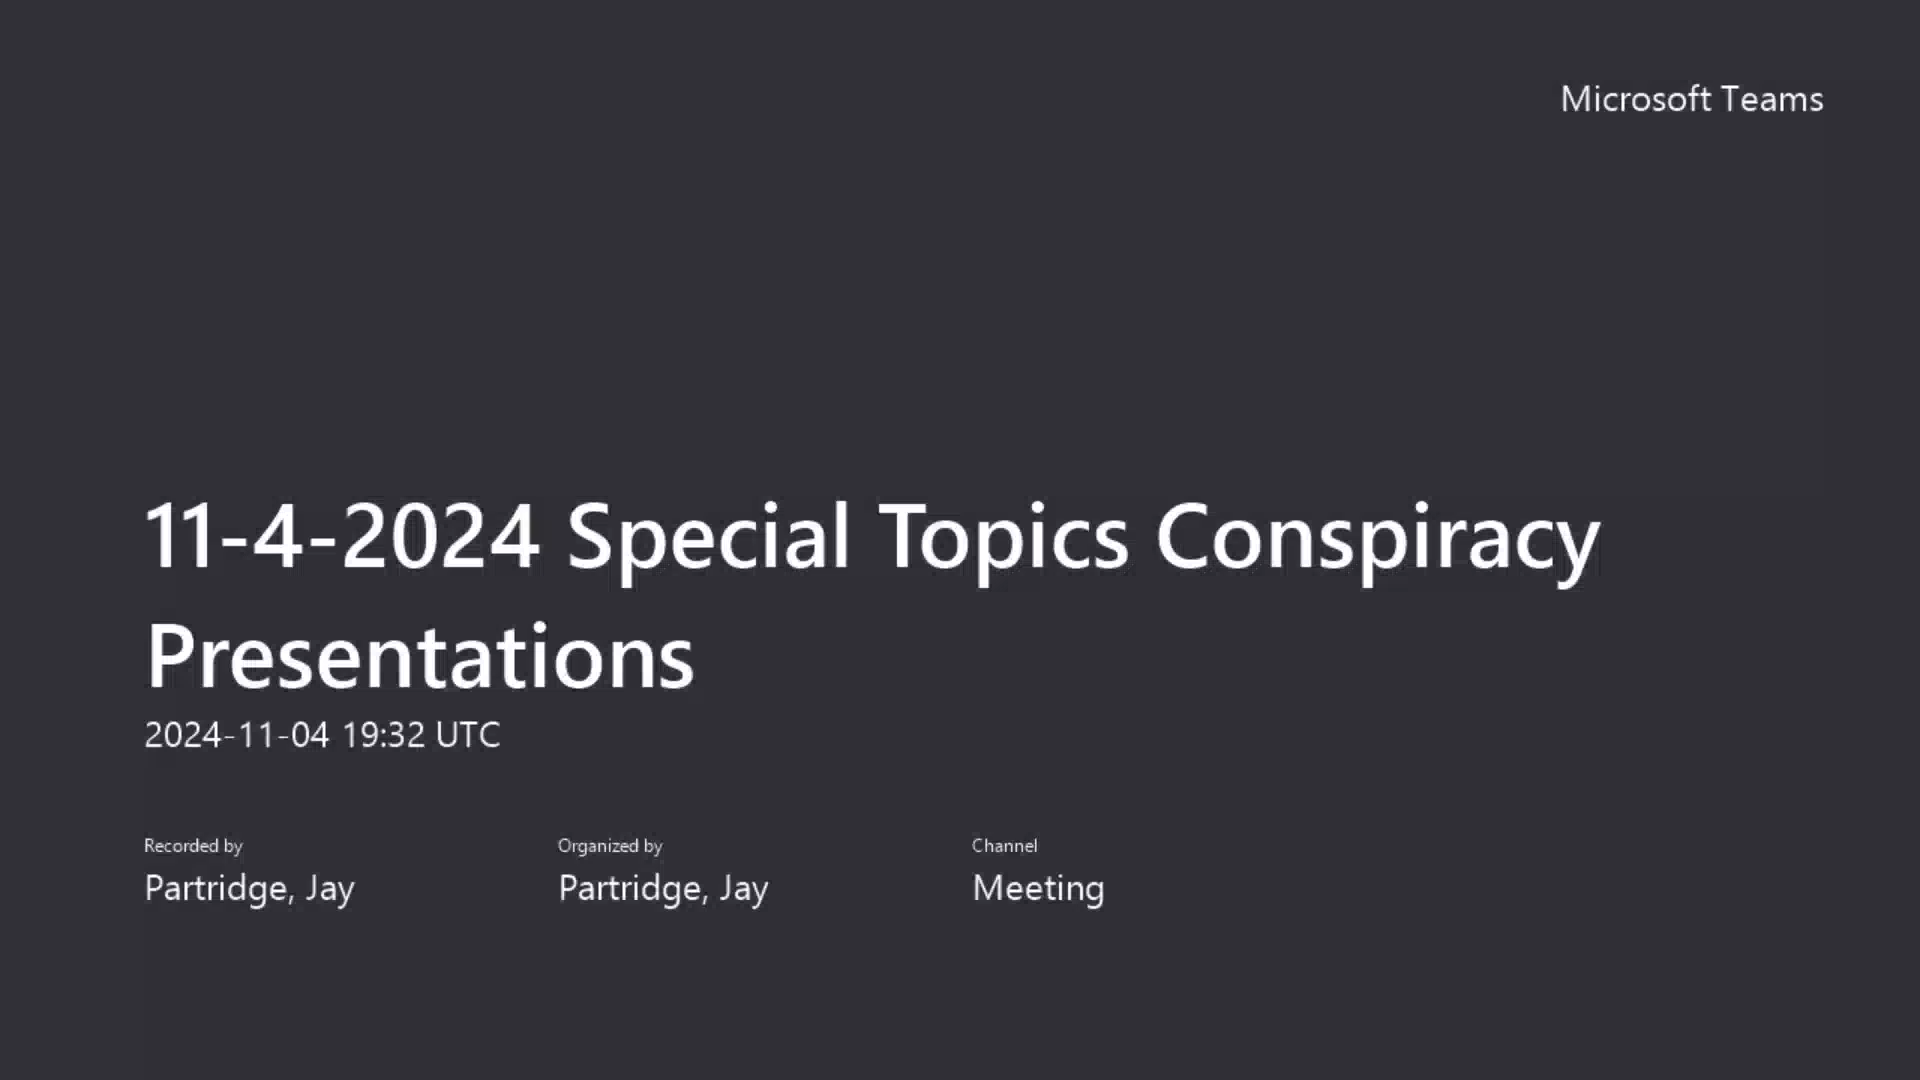 Microsoft Teams
11-4-2024 Special Topics Conspiracy
Presentations
2024-11-04 19:32 UTC
Recorded by
Partridge, Jay
Organized by
Partridge, Jay
Channel
Meeting